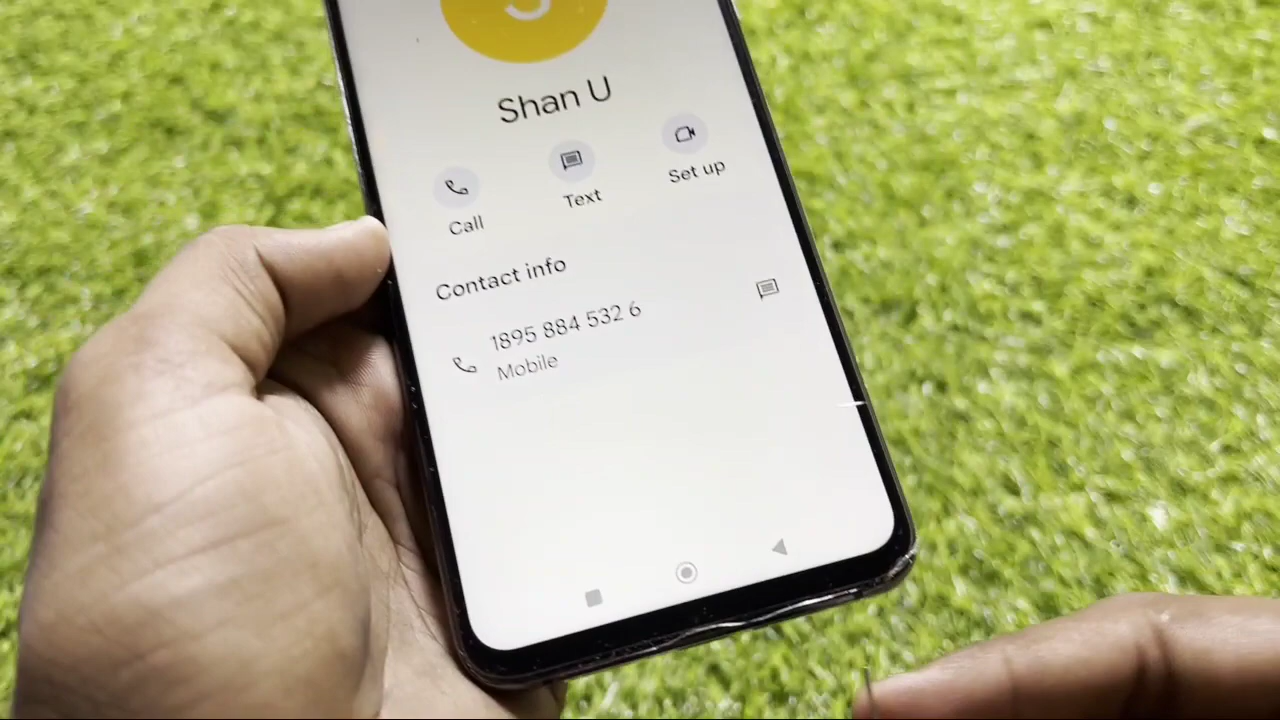 Shan U
Call
Text
Set up
Contact info
1895 884 532 6
Mobile